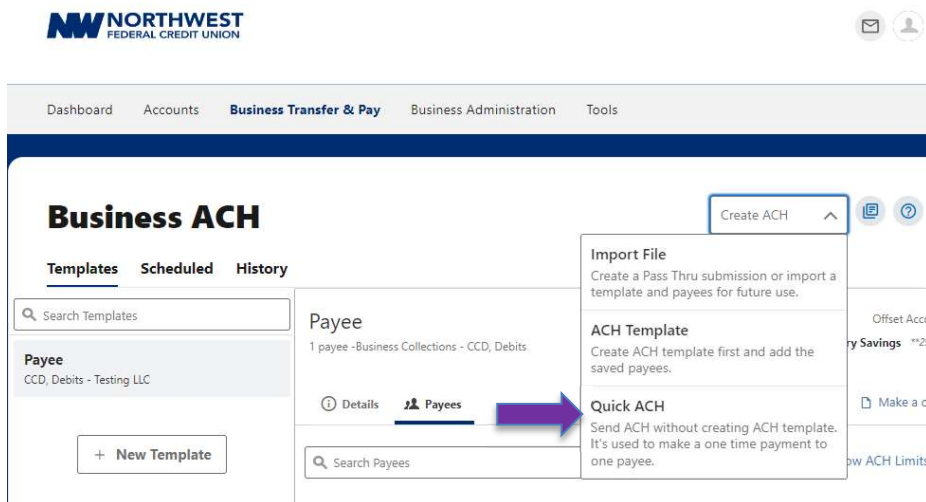 NW NORTHWEST
FEDERAL CREDIT UNION
Dashboard Accounts Business Transfer & Pay Business Administration Tools
Business ACH
Create ACH
Templates Scheduled History
Import File
Create a Pass Thru submission or import a
template and payees for future use.
ACH Template
Create ACH template first and add the
saved payees.
Quick ACH
Send ACH without creating ACH template.
It's used to make a one time payment to
one payee.
Search Templates
Payee
CCD, Debits - Testing LLC
+ New Template
Payee
1 payee -Business Collections - CCD, Debits
Details Payees
Search Payees
Offset
Savings
Make a
ACH Limits